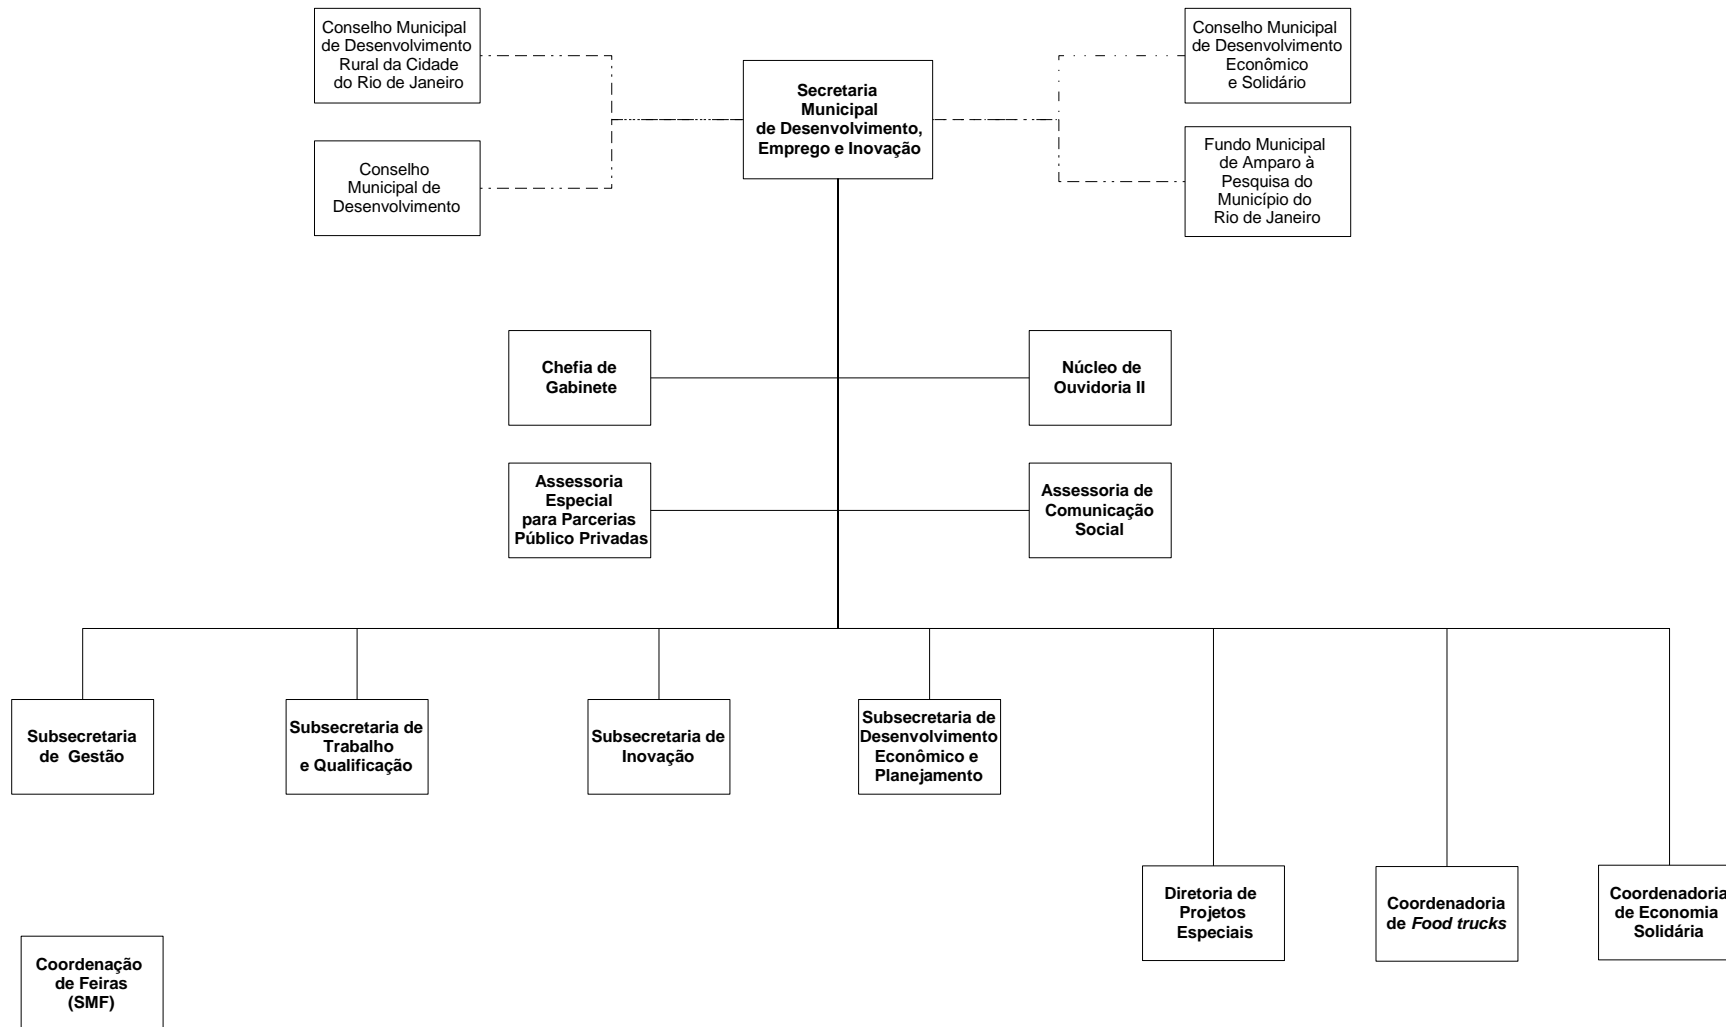 Conselho Municipal
de Desenvolvimento
Rural da Cidade
do Rio de Janeiro
Conselho
Municipal de
Desenvolvimento
Secretaria
Municipal
de Desenvolvimento,
Emprego e Inovação
Conselho Municipal
de Desenvolvimento
Econômico
e Solidário
Fundo Municipal
de Amparo à
Pesquisa do
Município do
Rio de Janeiro
Chefia de
Gabinete
Núcleo de
Ouvidoria II
Assessoria
Especial
para Parcerias
Público Privadas
Assessoria de
Comunicação
Social
Subsecretaria
de Gestão
Subsecretaria de
Trabalho
e Qualificação
Subsecretaria de
Inovação
Subsecretaria de
Desenvolvimento
Econômico e
Planejamento
Diretoria de
Projetos
Especiais
Coordenadoria
de Food trucks
Coordenadoria
de Economia
Solidária
Coordenação
de Feiras
(SMF)